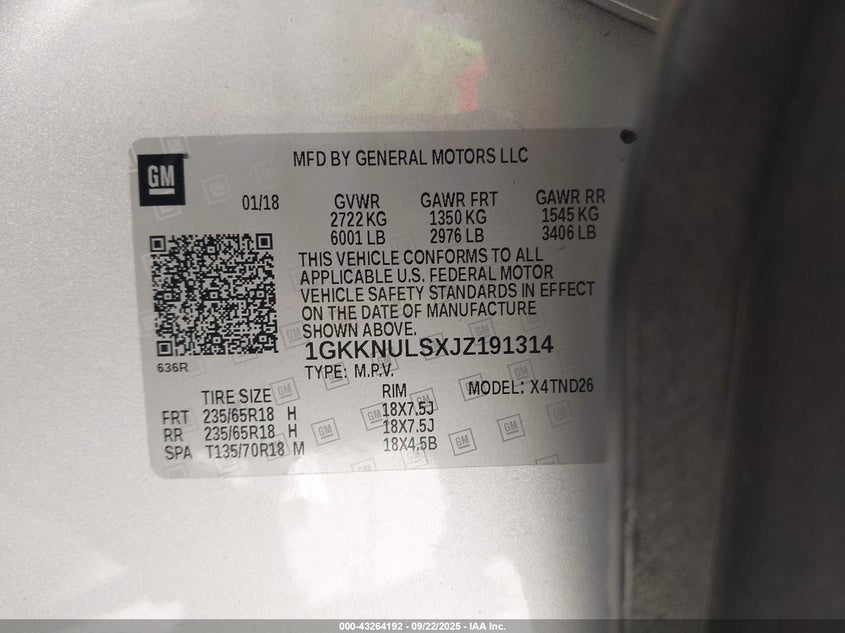 GM
MFD BY GENERAL MOTORS LLC
01/18 GVWR GAWR FRT GAWR RR
2722 KG 1350 KG 1545 KG
6001 LB 2976 LB 3406 LB
THIS VEHICLE CONFORMS TO ALL
APPLICABLE U.S. FEDERAL MOTOR
VEHICLE SAFETY STANDARDS IN EFFECT
ON THE DATE OF MANUFACTURE
SHOWN ABOVE.
1GKKNULSXJZ191314
636R
TYPE: M.P.V. MODEL: X4TND26
TIRE SIZE RIM
FRT 235/65R18 H 18X7.5J
RR 235/65R18 H 18X7.5J
SPA T135/70R18 M 18X4.5B
000-43264192 - 09/22/2025 - IAA Inc.